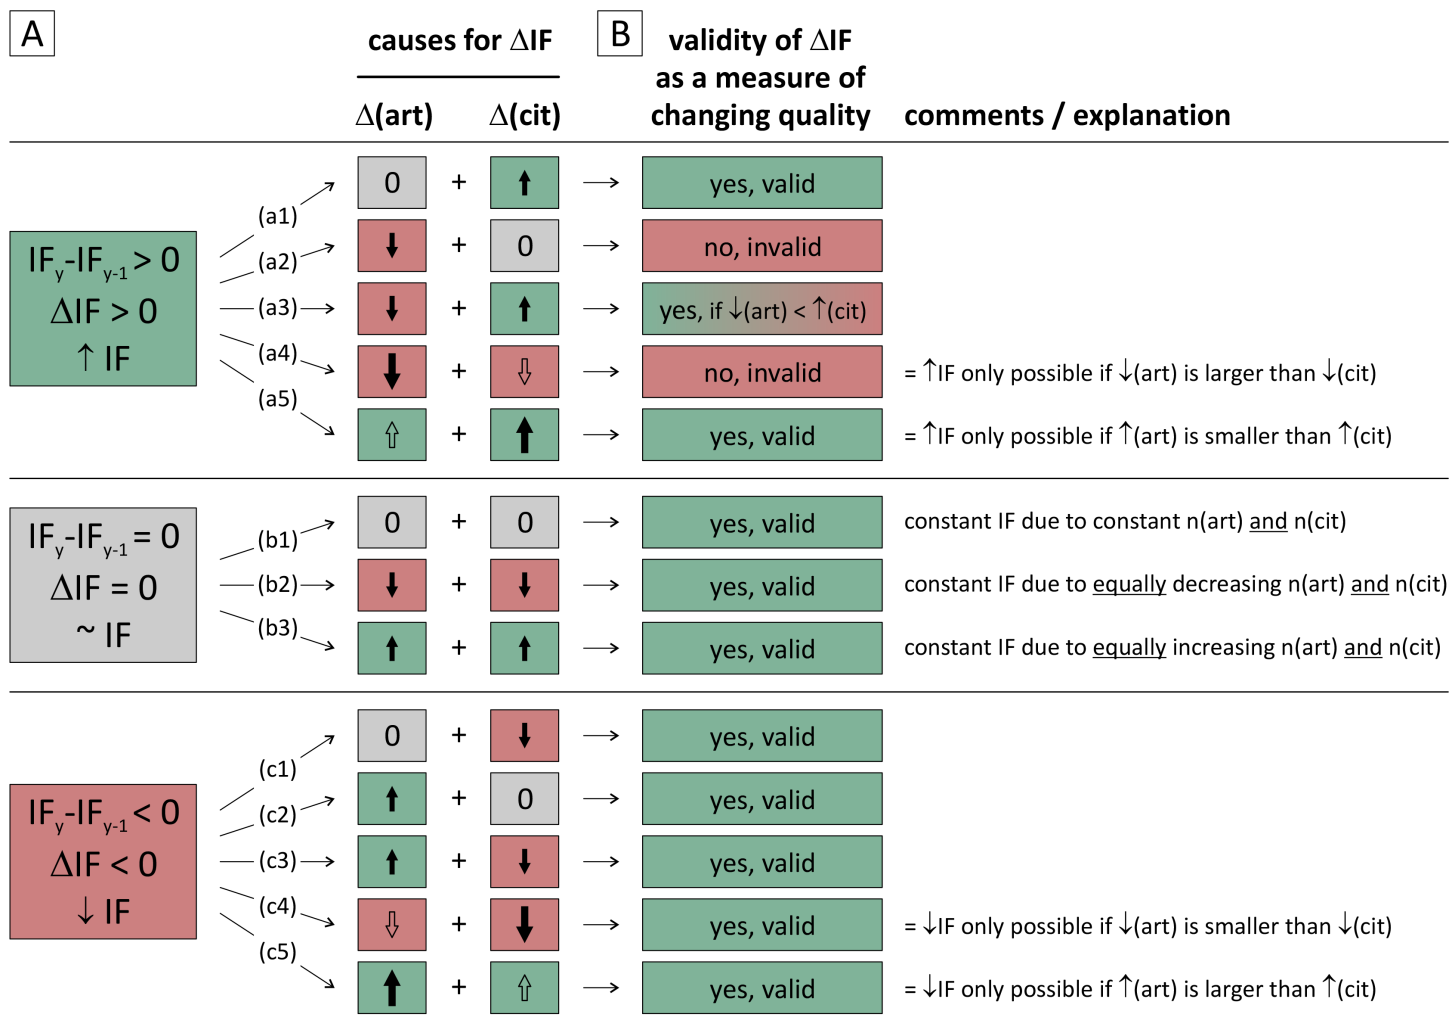 A
causes for ΔIF
Δ(art) Δ(cit)
B
validity of ΔIF
as a measure of
changing quality
comments / explanation
IFy-IFy-1 > 0
ΔIF > 0
↑ IF
(a1) 0 + ↑ → yes, valid
(a2) ↓ + 0 → no, invalid
(a3) ↓ + ↑ → yes, if ↓(art) < ↑(cit)
(a4) ↓ + ⇩ → no, invalid = ↑IF only possible if ↓(art) is larger than ↓(cit)
(a5) ⇧ + ↑ → yes, valid = ↑IF only possible if ↑(art) is smaller than ↑(cit)
IFy-IFy-1 = 0
ΔIF = 0
~ IF
(b1) 0 + 0 → yes, valid constant IF due to constant n(art) and n(cit)
(b2) ↓ + ↓ → yes, valid constant IF due to equally decreasing n(art) and n(cit)
(b3) ↑ + ↑ → yes, valid constant IF due to equally increasing n(art) and n(cit)
IFy-IFy-1 < 0
ΔIF < 0
↓ IF
(c1) 0 + ↓ → yes, valid
(c2) ↑ + 0 → yes, valid
(c3) ↑ + ↓ → yes, valid
(c4) ⇩ + ↓ → yes, valid = ↓IF only possible if ↓(art) is smaller than ↓(cit)
(c5) ↑ + ⇧ → yes, valid = ↓IF only possible if ↑(art) is larger than ↑(cit)